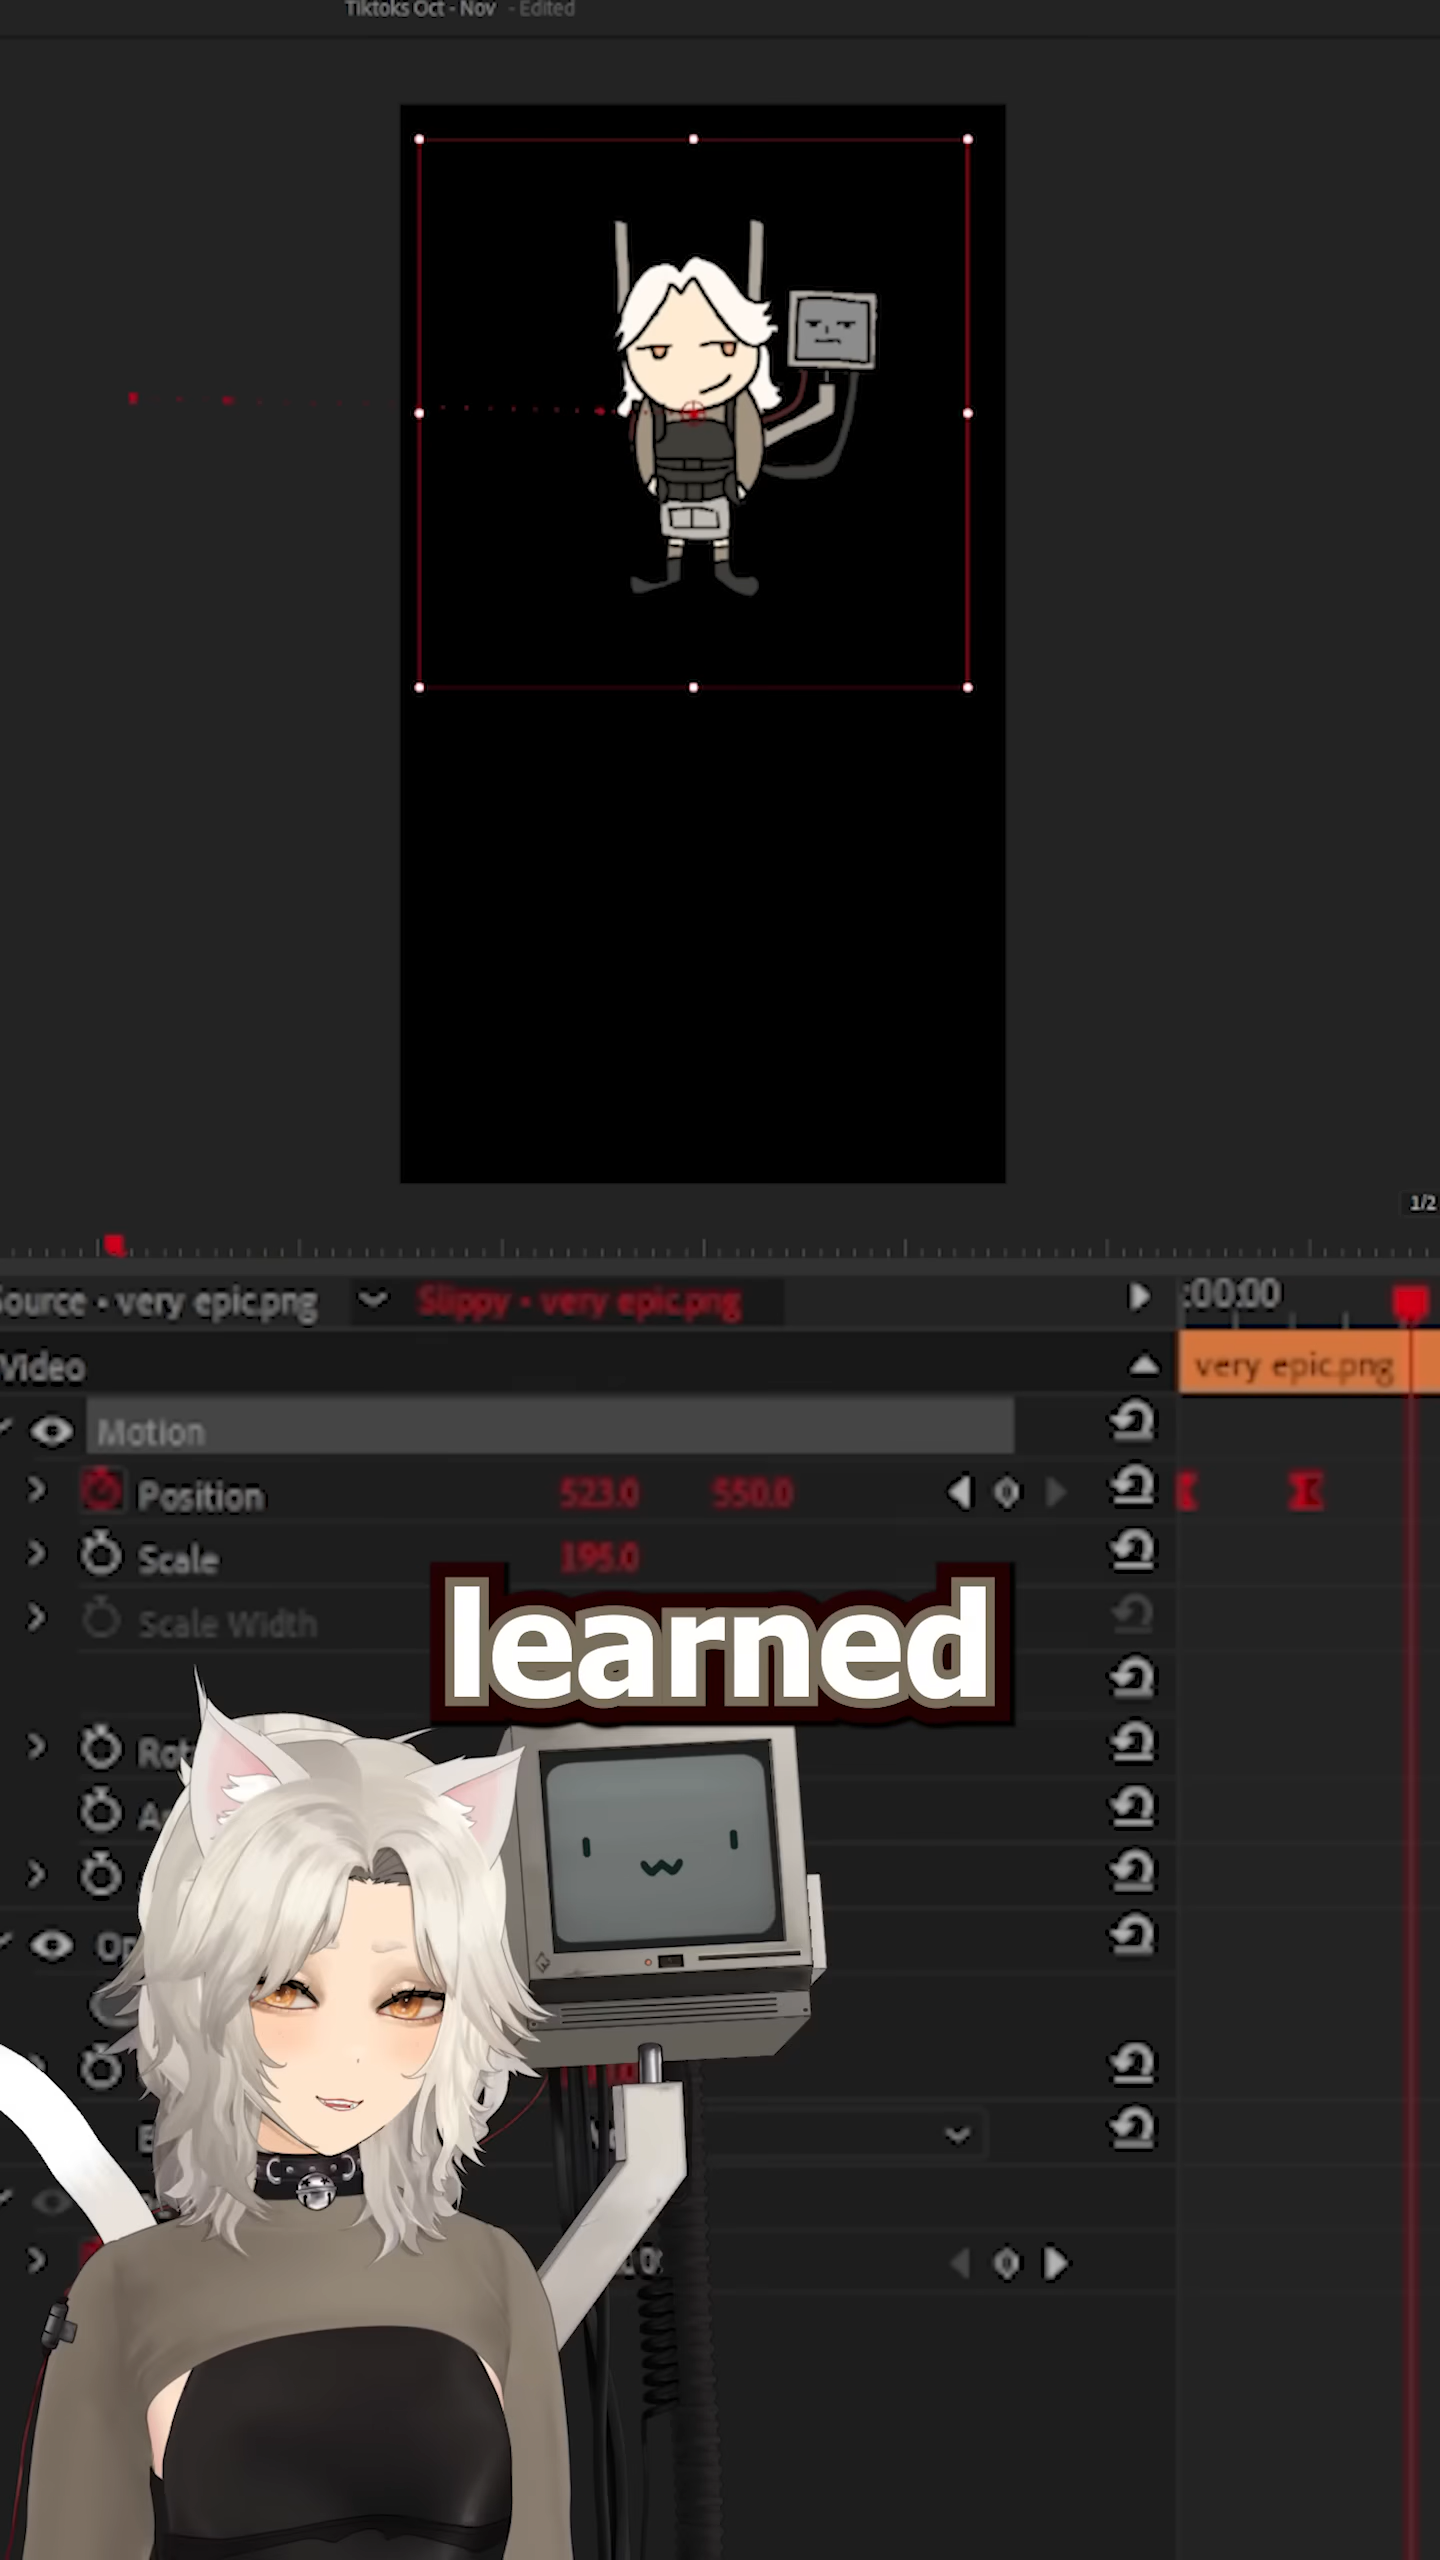 Tiktoks Oct - Nov - Edited
1/2
Source • very epic.png Slippy • very epic.png :00:00
Video very epic.png
Motion
Position 523.0 550.0
Scale 195.0
learned
Scale Width